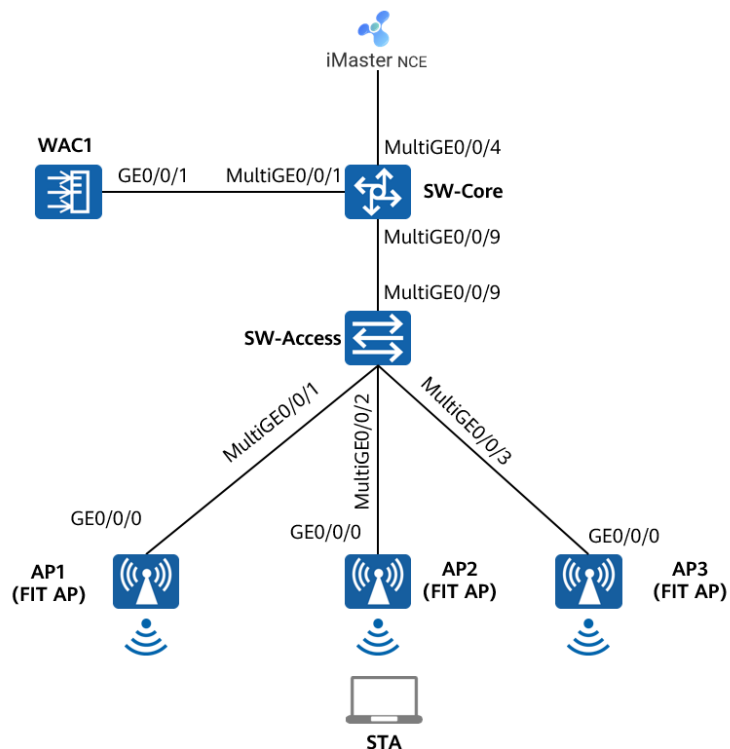 iMaster NCE
WAC1
MultiGE0/0/4
GE0/0/1
MultiGE0/0/1
SW-Core
MultiGE0/0/9
MultiGE0/0/9
SW-Access
MultiGE0/0/1
MultiGE0/0/2
MultiGE0/0/3
GE0/0/0
GE0/0/0
GE0/0/0
AP1
(FIT AP)
AP2
(FIT AP)
AP3
(FIT AP)
STA